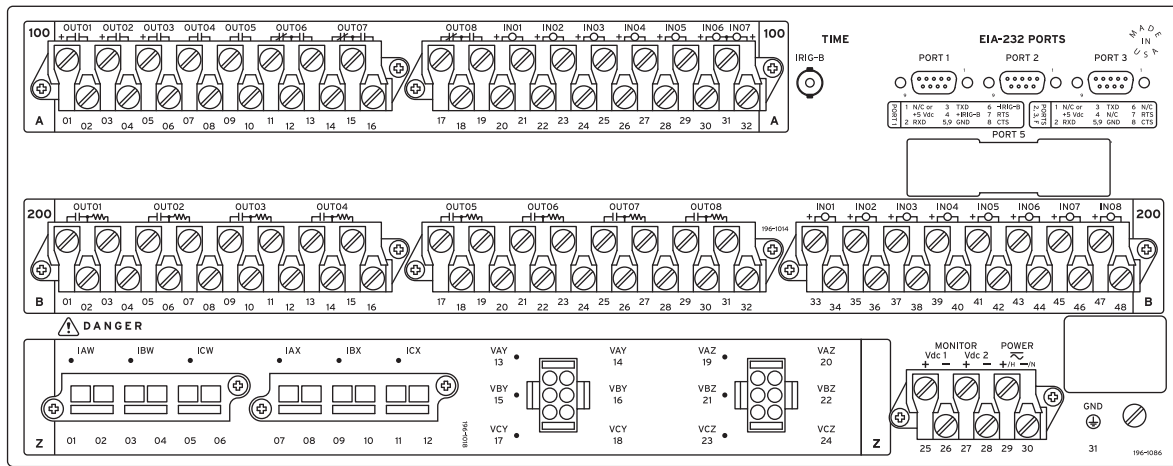 100 OUT01 OUT02 OUT03 OUT04 OUT05 OUT06 OUT07 OUT08 IN01 IN02 IN03 IN04 IN05 IN06 IN07 100
A 01 02 03 04 05 06 07 08 09 10 11 12 13 14 15 16 17 18 19 20 21 22 23 24 25 26 27 28 29 30 31 32 A
TIME
IRIG-B
EIA-232 PORTS
MADE IN USA
PORT 1 PORT 2 PORT 3
9 1 9 1 9 1
PORT 1
1 N/C or 3 TXD 6 -IRIG-B
+5 Vdc 4 +IRIG-B 7 RTS
2 RXD 5,9 GND 8 CTS
PORTS 2, 3, F
1 N/C or 3 TXD 6 N/C
+5 Vdc 4 N/C 7 RTS
2 RXD 5,9 GND 8 CTS
PORT 5
200 OUT01 OUT02 OUT03 OUT04 OUT05 OUT06 OUT07 OUT08 IN01 IN02 IN03 IN04 IN05 IN06 IN07 IN08 200
196-1014
B 01 02 03 04 05 06 07 08 09 10 11 12 13 14 15 16 17 18 19 20 21 22 23 24 25 26 27 28 29 30 31 32 33 34 35 36 37 38 39 40 41 42 43 44 45 46 47 48 B
! DANGER
IAW IBW ICW IAX IBX ICX
Z 01 02 03 04 05 06 07 08 09 10 11 12
196-1018
VAY 13 VAY 14
VBY 15 VBY 16
VCY 17 VCY 18
VAZ 19 VAZ 20
VBZ 21 VBZ 22
VCZ 23 VCZ 24
Z
MONITOR POWER
Vdc 1 Vdc 2
+ − + − +/H −/N
25 26 27 28 29 30
GND
31
196-1086